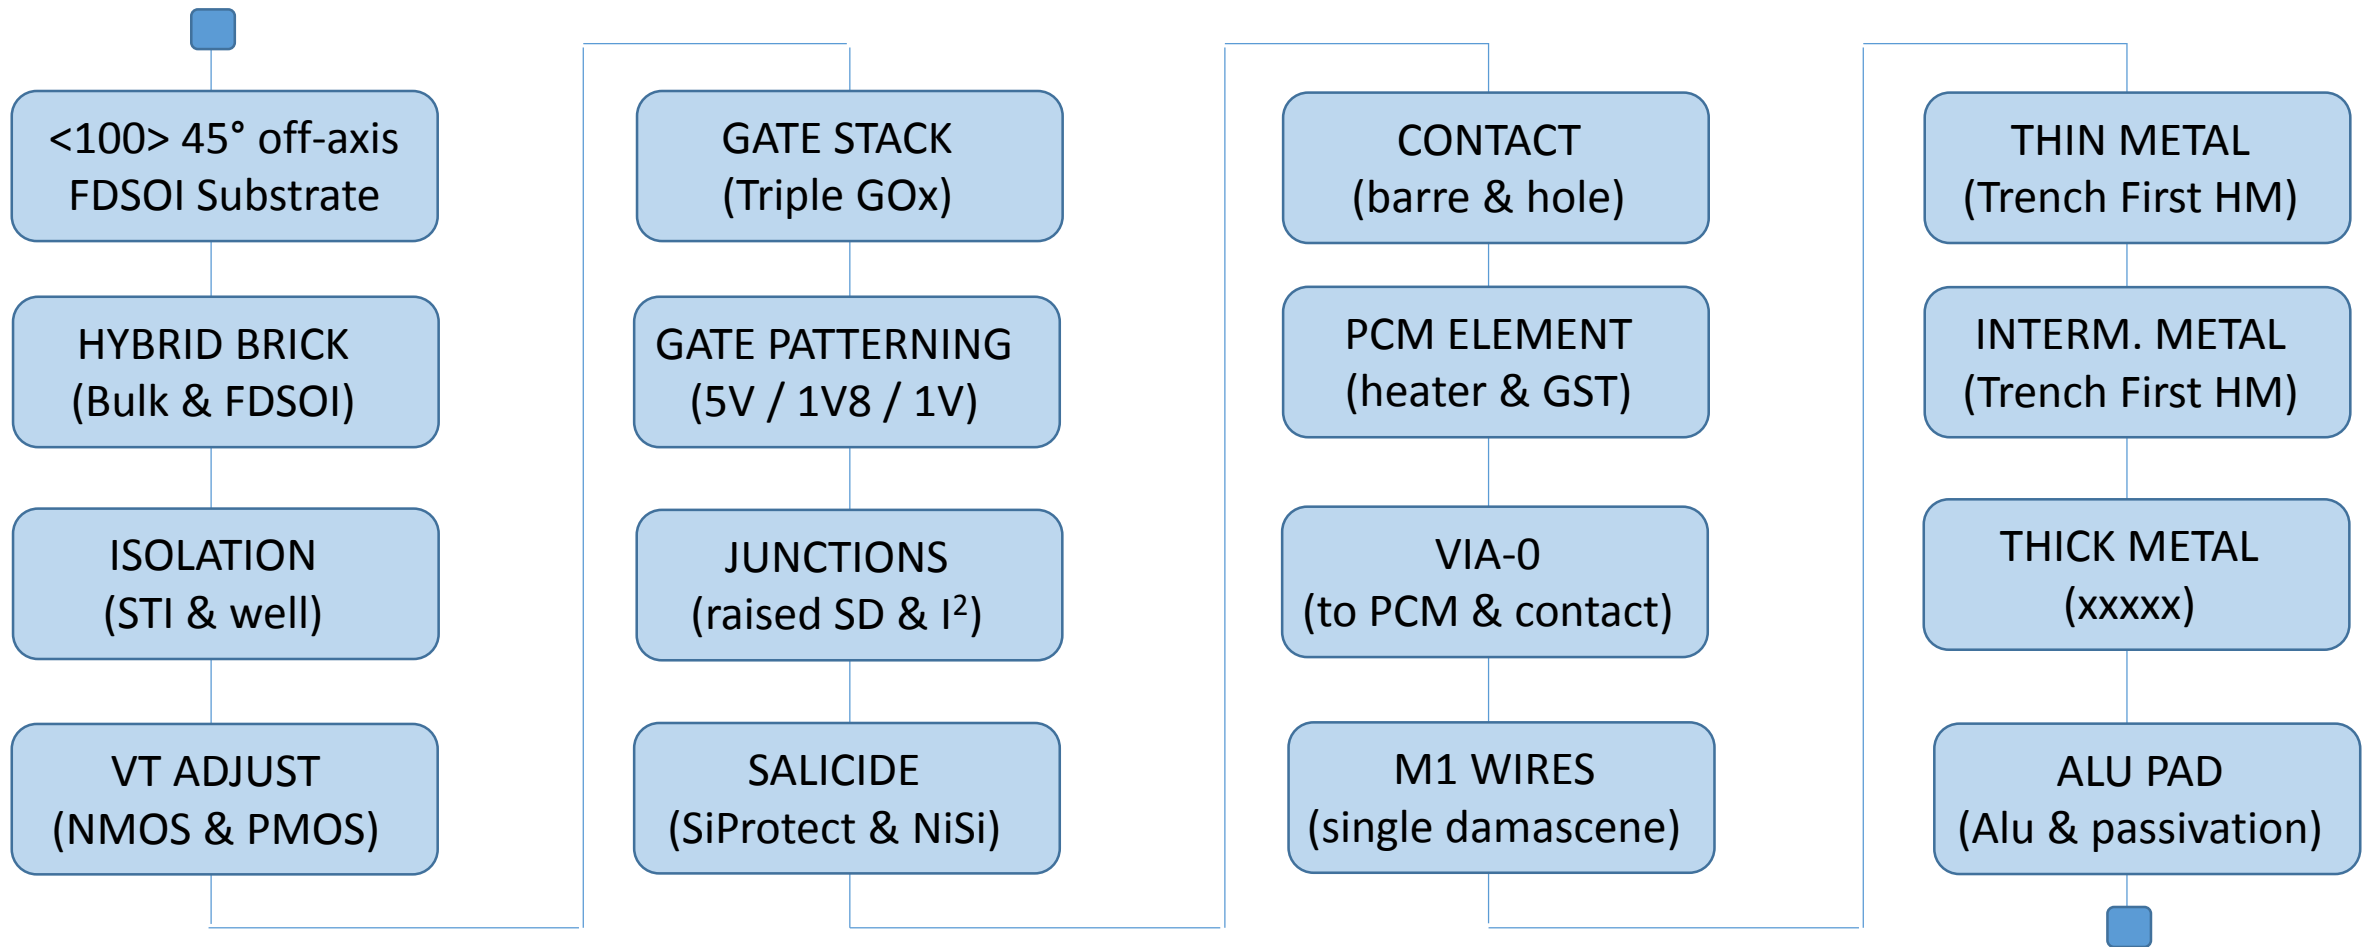 <100> 45° off-axis
FDSOI Substrate
HYBRID BRICK
(Bulk & FDSOI)
ISOLATION
(STI & well)
VT ADJUST
(NMOS & PMOS)
GATE STACK
(Triple GOx)
GATE PATTERNING
(5V / 1V8 / 1V)
JUNCTIONS
(raised SD & I²)
SALICIDE
(SiProtect & NiSi)
CONTACT
(barre & hole)
PCM ELEMENT
(heater & GST)
VIA-0
(to PCM & contact)
M1 WIRES
(single damascene)
THIN METAL
(Trench First HM)
INTERM. METAL
(Trench First HM)
THICK METAL
(xxxxx)
ALU PAD
(Alu & passivation)